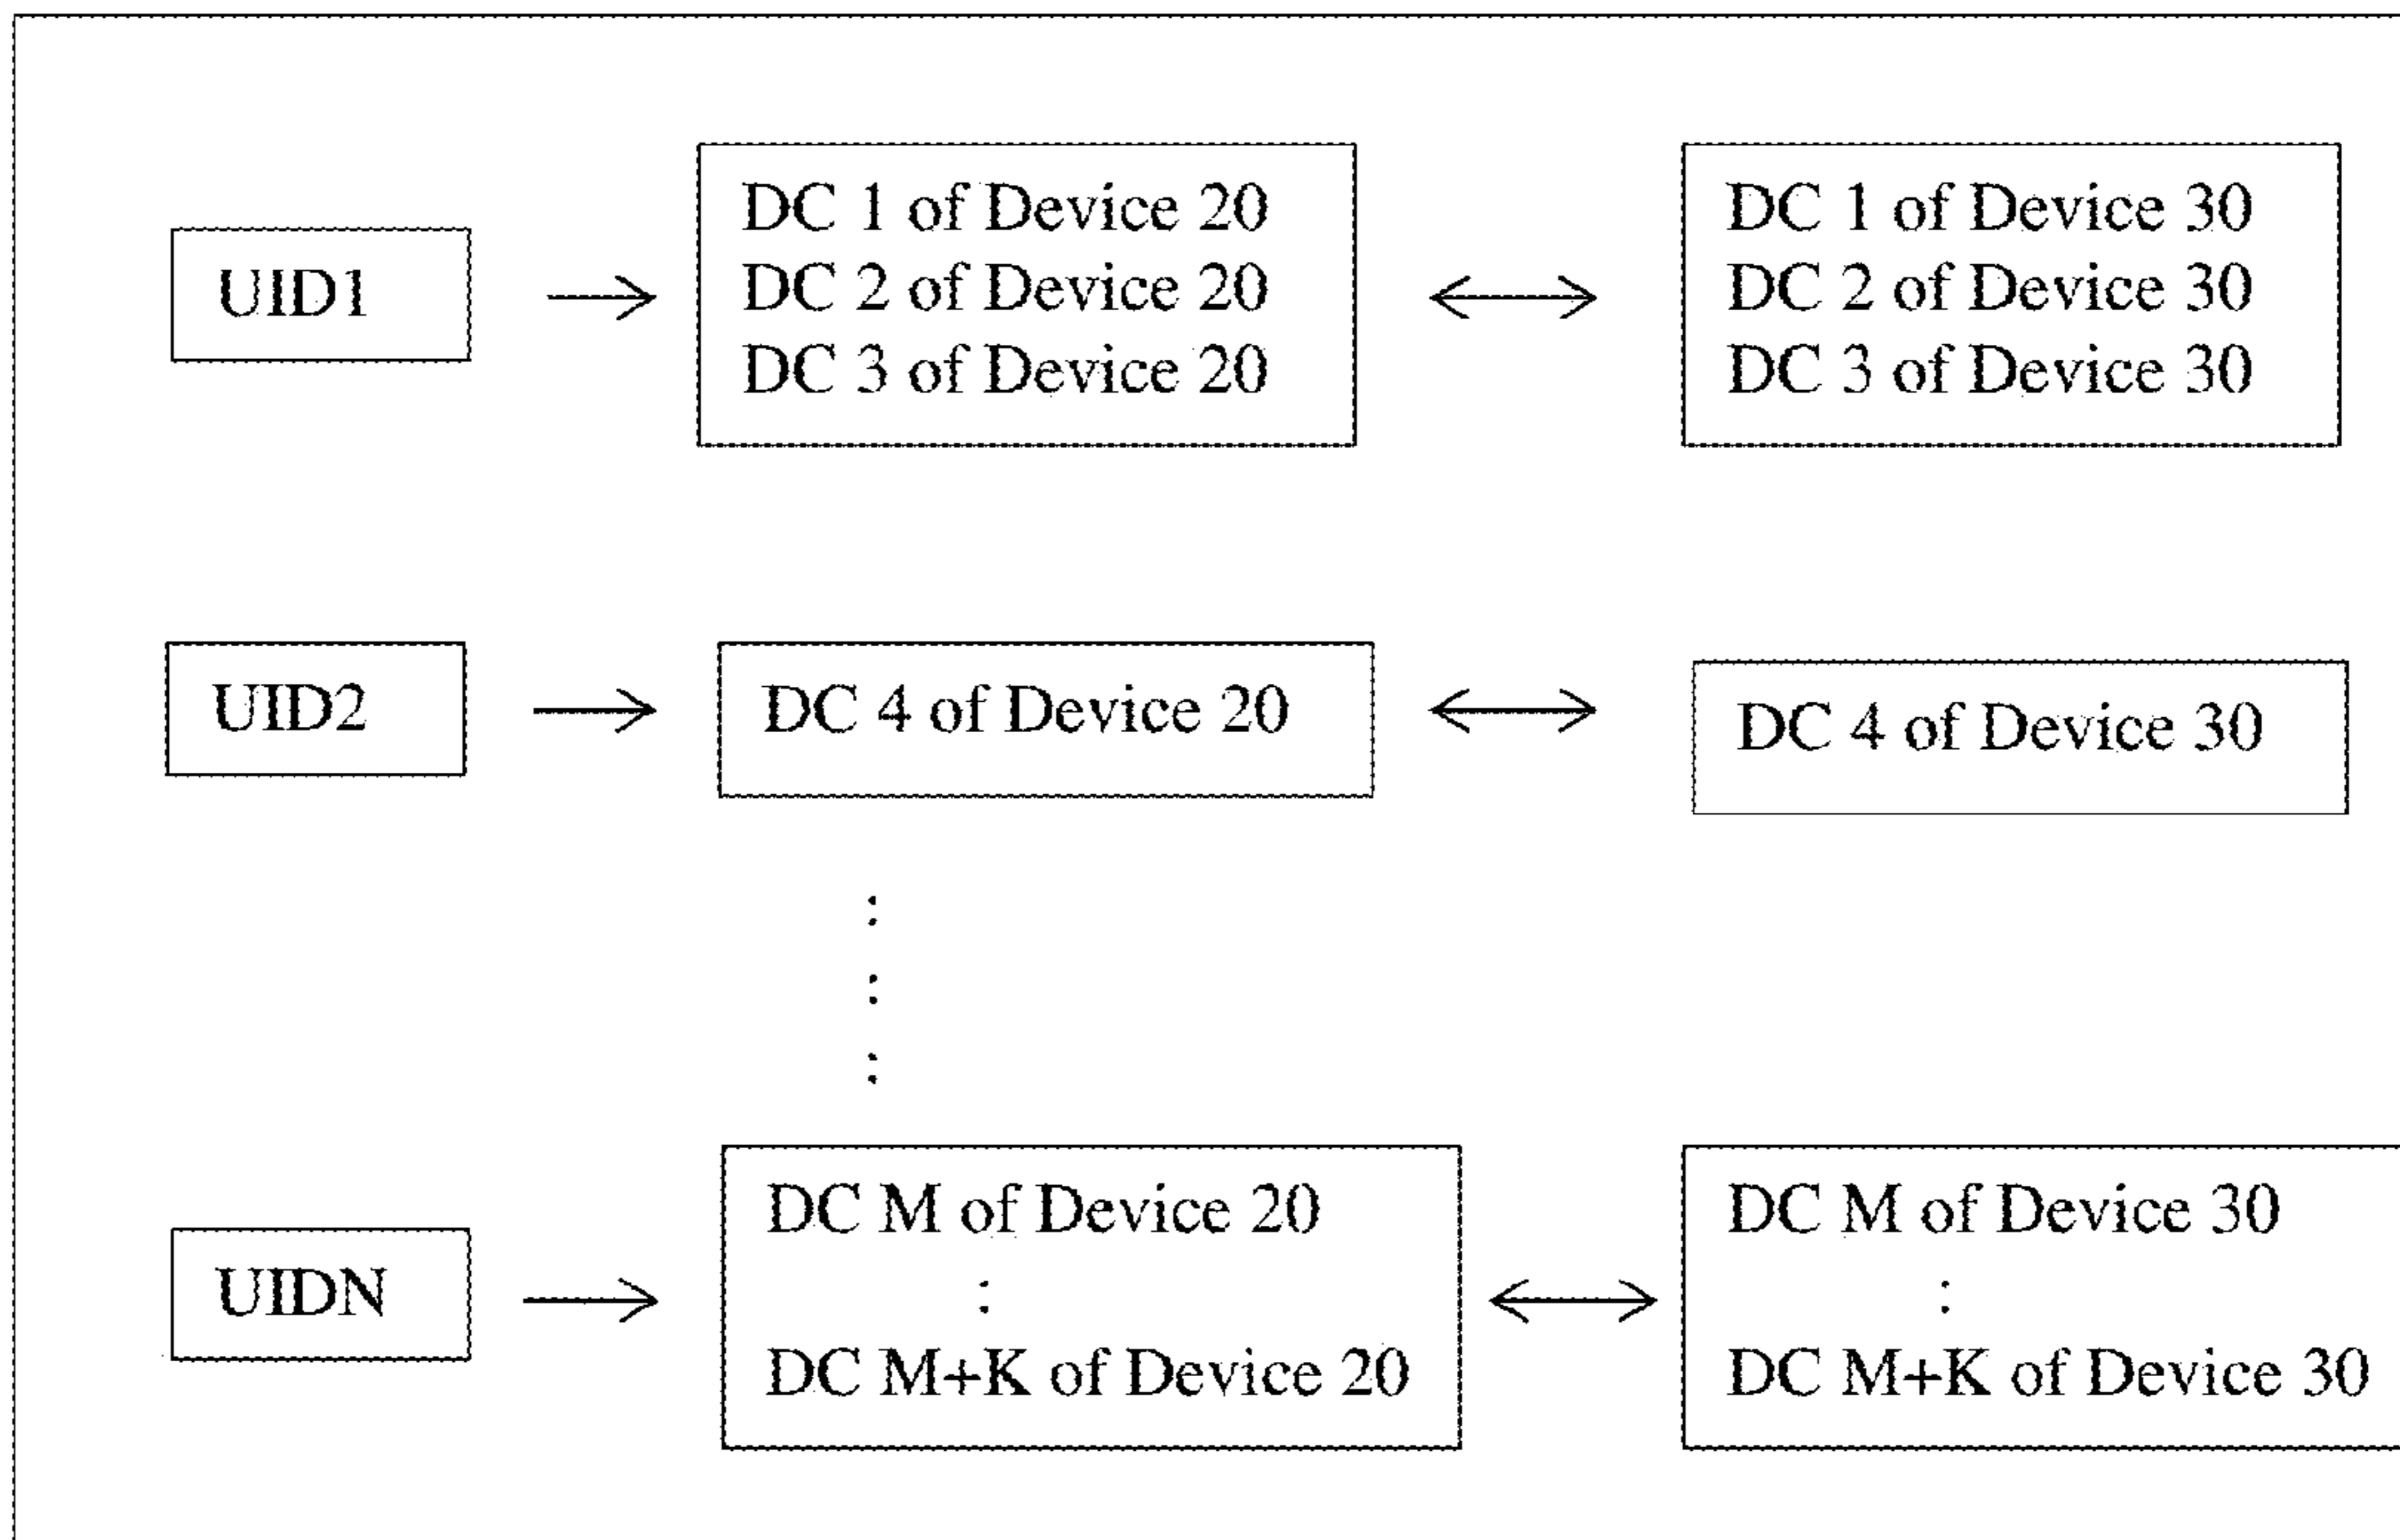 UID1
DC 1 of Device 20
DC 2 of Device 20
DC 3 of Device 20
DC 1 of Device 30
DC 2 of Device 30
DC 3 of Device 30
UID2
DC 4 of Device 20
DC 4 of Device 30
:
:
:
UIDN
DC M of Device 20
:
DC M+K of Device 20
DC M of Device 30
:
DC M+K of Device 30